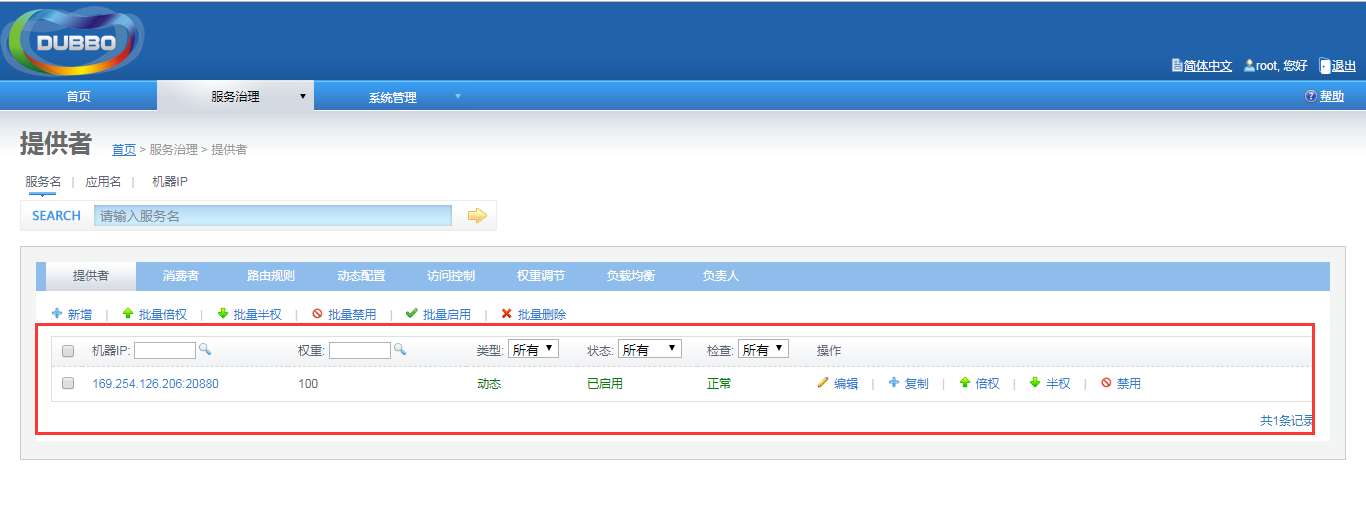 DUBBO
简体中文 root, 您好 退出
首页 服务治理 系统管理 帮助
提供者 首页 > 服务治理 > 提供者
服务名 | 应用名 | 机器IP
SEARCH 请输入服务名
提供者 消费者 路由规则 动态配置 访问控制 权重调节 负载均衡 负责人
新增 | 批量倍权 | 批量半权 | 批量禁用 | 批量启用 | 批量删除
机器IP: 权重: 类型: 所有 状态: 所有 检查: 所有 操作
169.254.126.206:20880 100 动态 已启用 正常 编辑 | 复制 | 倍权 | 半权 | 禁用
共1条记录